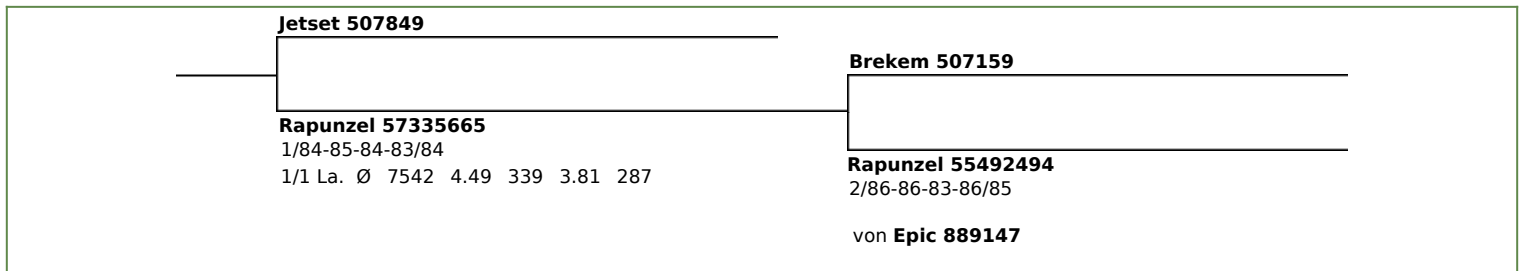 Jetset 507849
Rapunzel 57335665
1/84-85-84-83/84
1/1 La. Ø 7542 4.49 339 3.81 287
Brekem 507159
Rapunzel 55492494
2/86-86-83-86/85
von Epic 889147